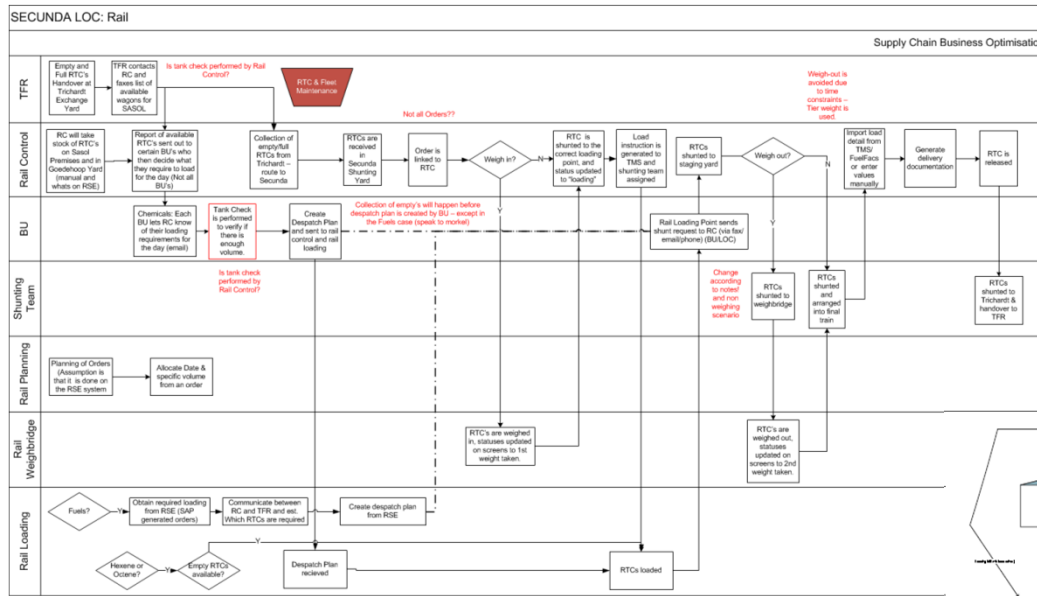 SECUNDA LOC: Rail
Supply Chain Business Optimisatio
TFR
Empty and
Full RTC's
Handover at
Trichardt
Exchange
Yard
TFR contacts
RC and
faxes list of
available
wagons for
SASOL
Is tank check performed by Rail
Control?
RTC & Fleet
Maintenance
Not all Orders??
Weigh-out is
avoided due to
time
constraints –
Tier weight is
used.
Rail Control
RC will take
stock of RTC's
on Sasol
Premises and in
Goedehoop Yard
(manual and
whats on RSE)
Report of available
RTC's sent out to
certain BU's who
then decide what
they require to load
for the day (Not all
BU's)
Collection of
empty/full
RTCs from
Trichardt –
route to
Secunda
RTCs are
received in
Secunda
Shunting
Yard
Order is
linked to
RTC
Weigh in?
N
Y
RTC is
shunted to the
correct loading
point, and
status updated
to "loading"
Load
instruction is
generated to
TMS and
shunting team
assigned
RTCs
shunted to
staging yard
Weigh out?
N
Y
Import load
detail from
TMS/
FuelFacs or
enter
values
manually
Generate
delivery
documentation
RTC is
released
BU
Chemicals: Each
BU lets RC know
of their loading
requirements for
the day (email)
Tank Check
is performed
to verify if
there is
enough
volume.
Create
Despatch Plan
and sent to
rail control and
rail loading
Collection of empty's will happen before
despatch plan is created by BU – except in
the Fuels case (speak to morkel)
Rail Loading Point sends
shunt request to RC (via fax/
email/phone) (BU/LOC)
Shunting
Team
Is tank check
performed by
Rail Control?
Change
according
to notes!
and non
weighing
scenario
RTCs
shunted to
weighbridge
RTCs
shunted
and
arranged
into final
train
RTCs
shunted to
Trichardt &
handover to
TFR
Rail Planning
Planning of Orders
(Assumption is
that it is done on
the RSE system
Allocate Date &
specific volume
from an order
Rail
Weighbridge
RTC's are weighed
in, statuses updated
on screens to 1st
weight taken.
RTC's are
weighed out,
statuses
updated on
screens to 2nd
weight taken.
Rail Loading
Fuels?
Y
Obtain required loading
from RSE (SAP
generated orders)
Communicate between
RC and TFR and est.
Which RTCs are required
Create despatch
plan from RSE
Hexene or
Octene?
Y
Empty RTCs
available?
Y
Despatch Plan
recieved
RTCs loaded